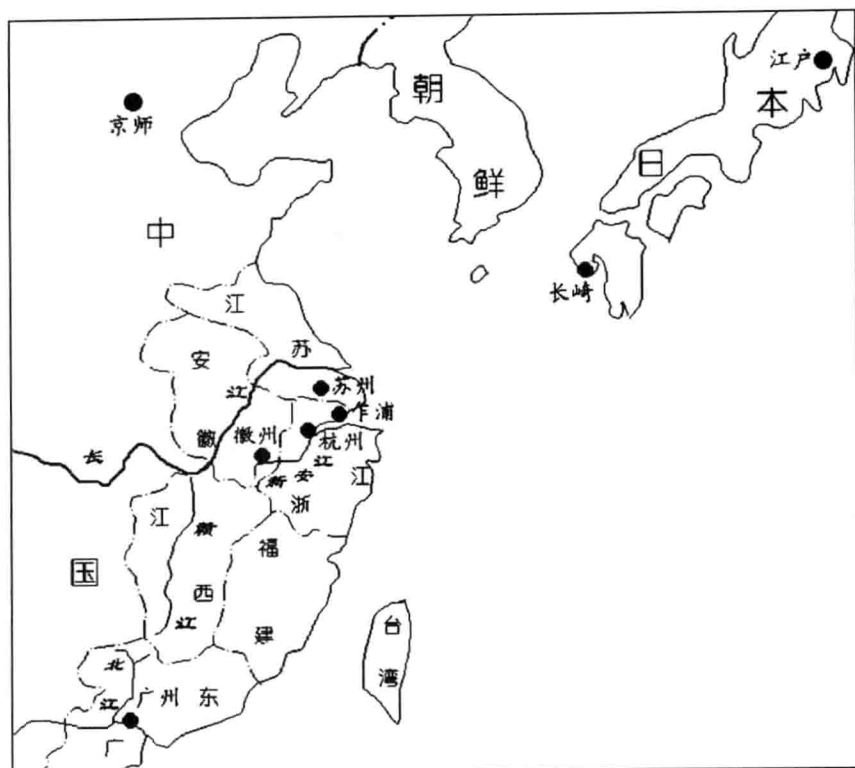 江户
本
日
朝
鲜
京师
中
国
长崎
江
苏
安
徽
长
江
苏州
乍浦
杭州
徽州
新安江
浙
江
江
西
赣
江
福
建
台
湾
北
江
广州
东
广